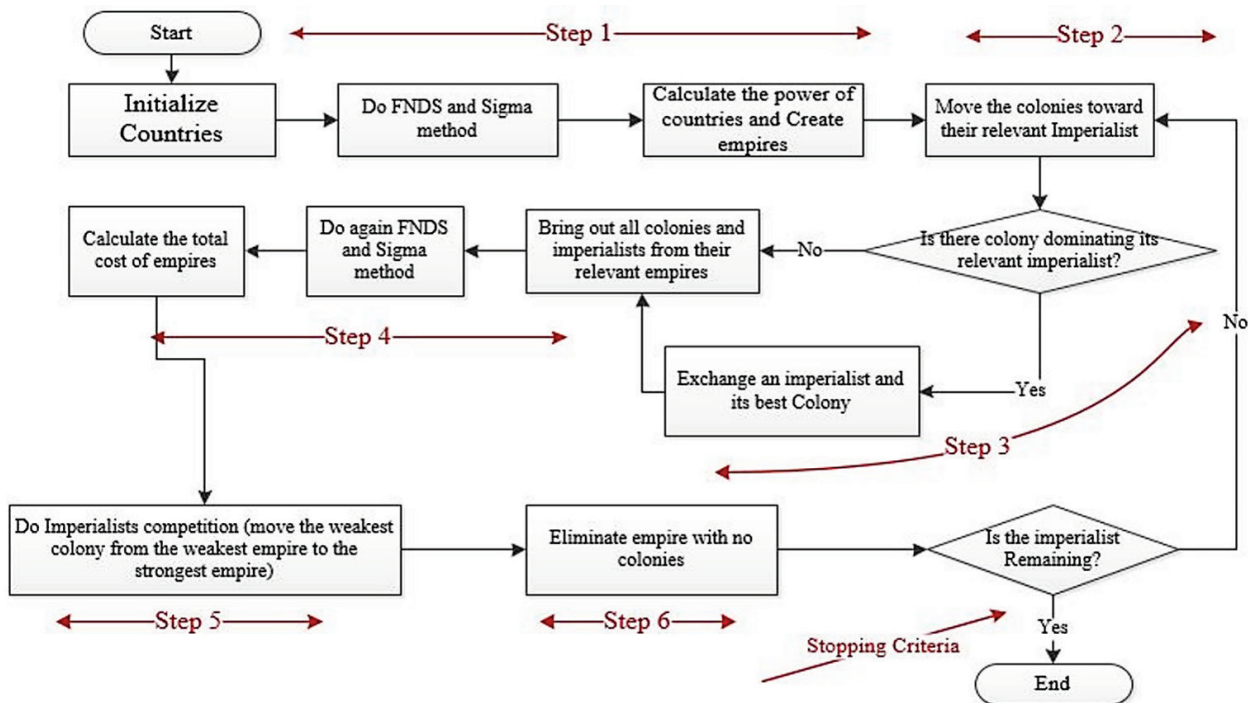 Start
Step 1
Step 2
Initialize
Countries
Do FNDS and Sigma
method
Calculate the power of
countries and Create
empires
Move the colonies toward
their relevant Imperialist
Calculate the total
cost of empires
Do again FNDS
and Sigma
method
Bring out all colonies and
imperialists from their
relevant empires
No
Is there colony dominating its
relevant imperialist?
No
Step 4
Exchange an imperialist and
its best Colony
Yes
Step 3
Do Imperialists competition (move the weakest
colony from the weakest empire to the
strongest empire)
Eliminate empire with no
colonies
Is the imperialist
Remaining?
Step 5
Step 6
Stopping Criteria
Yes
End